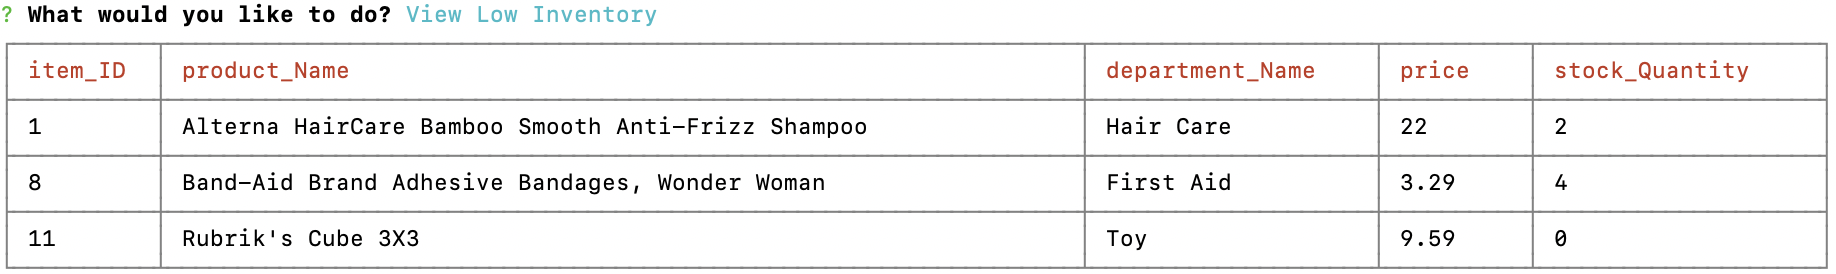 ? What would you like to do? View Low Inventory
item_ID product_Name department_Name price stock_Quantity
1 Alterna HairCare Bamboo Smooth Anti-Frizz Shampoo Hair Care 22 2
8 Band-Aid Brand Adhesive Bandages, Wonder Woman First Aid 3.29 4
11 Rubrik's Cube 3X3 Toy 9.59 0